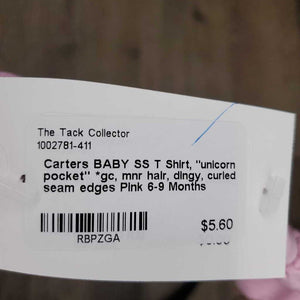 The Tack Collector
1002781-411
Carters BABY SS T Shirt, "unicorn
pocket" *gc, mnr hair, dingy, curled
seam edges Pink 6-9 Months
$5.60
RBPZGA